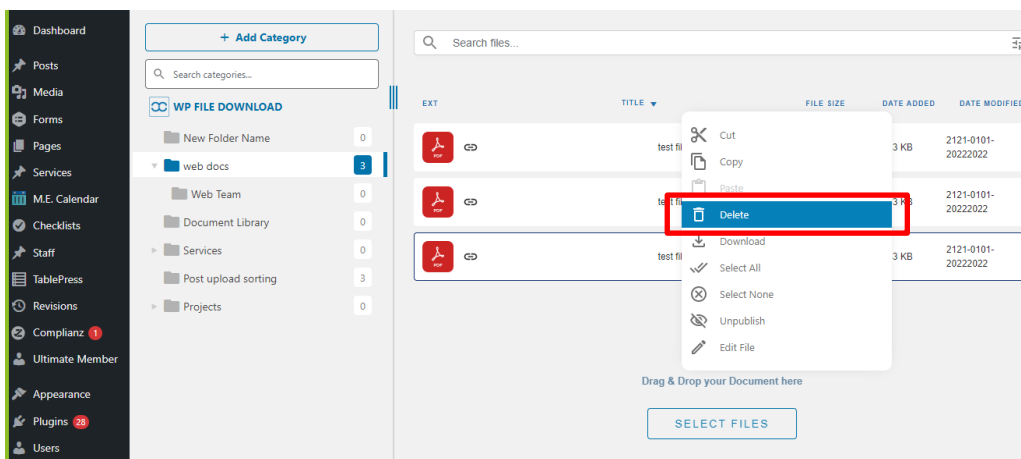 Dashboard
Posts
Media
Forms
Pages
Services
M.E. Calendar
Checklists
Staff
TablePress
Revisions
Complianz 1
Ultimate Member
Appearance
Plugins 28
Users
+ Add Category
Search categories...
WP FILE DOWNLOAD
New Folder Name 0
web docs 3
Web Team 0
Document Library 0
Services 0
Post upload sorting 3
Projects 0
Search files...
EXT TITLE FILE SIZE DATE ADDED DATE MODIFIED
PDF test fil 3 KB 2121-0101-
20222022
PDF test fil 3 KB 2121-0101-
20222022
PDF test fil 3 KB 2121-0101-
20222022
Cut
Copy
Paste
Delete
Download
Select All
Select None
Unpublish
Edit File
Drag & Drop your Document here
SELECT FILES